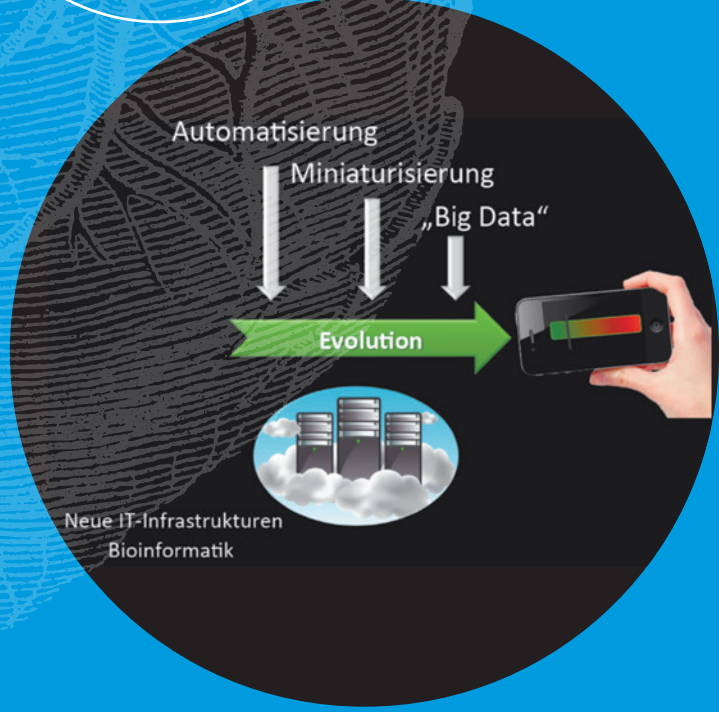 Automatisierung
Miniaturisierung
„Big Data“
Evolution
Neue IT-Infrastrukturen
Bioinformatik